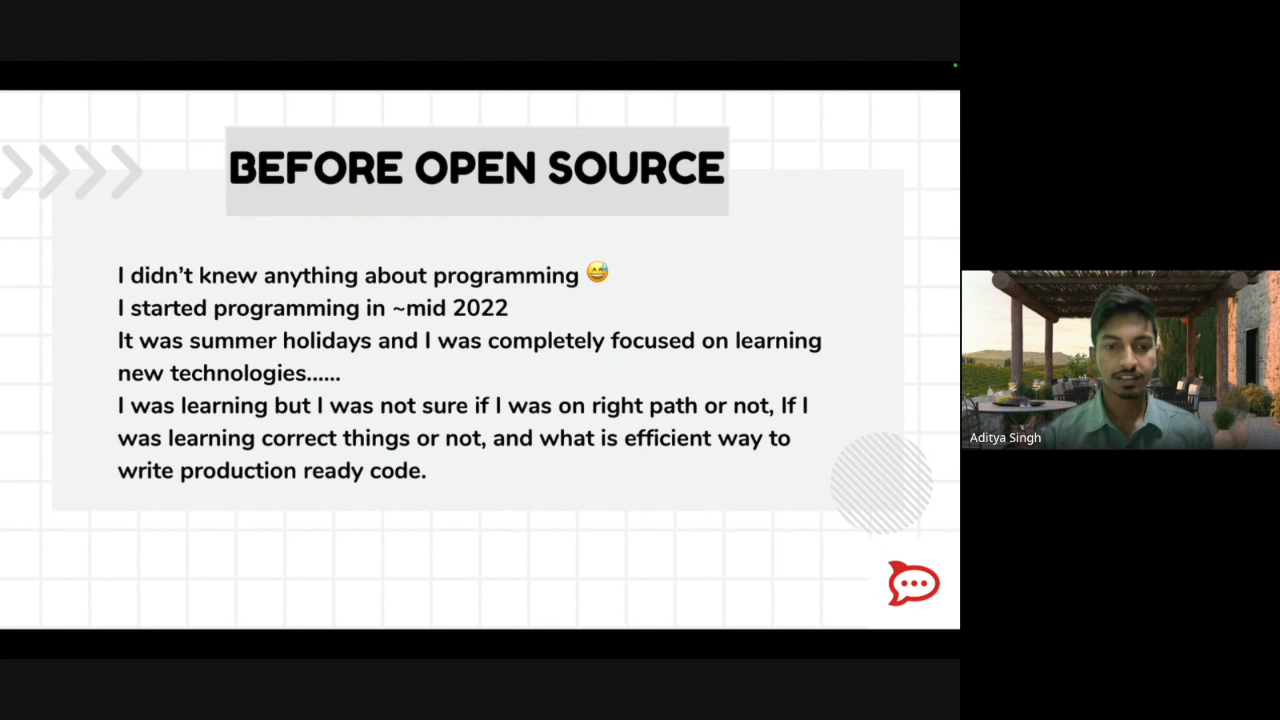 BEFORE OPEN SOURCE
I didn’t knew anything about programming 😅
I started programming in ~mid 2022
It was summer holidays and I was completely focused on learning
new technologies......
I was learning but I was not sure if I was on right path or not, If I
was learning correct things or not, and what is efficient way to
write production ready code.
Aditya Singh